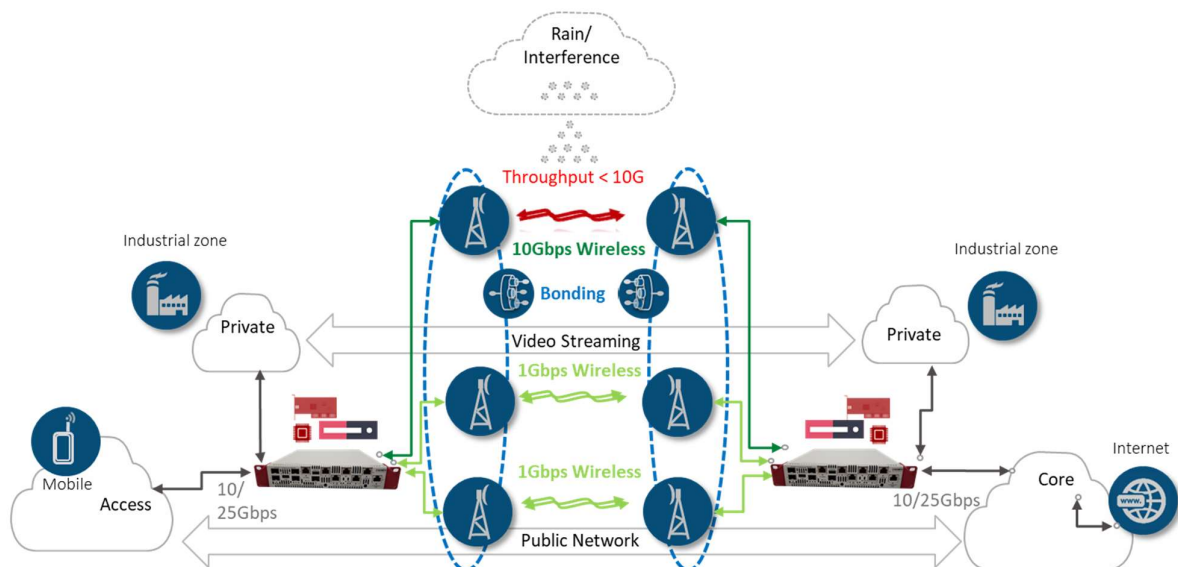 Rain/
Interference
Throughput < 10G
10Gbps Wireless
Industrial zone
Industrial zone
Bonding
Private
Private
Video Streaming
1Gbps Wireless
Mobile
Access
10/
25Gbps
1Gbps Wireless
10/25Gbps
Core
Internet
www.
Public Network